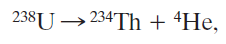 ²³⁸U → ²³⁴Th + ⁴He,